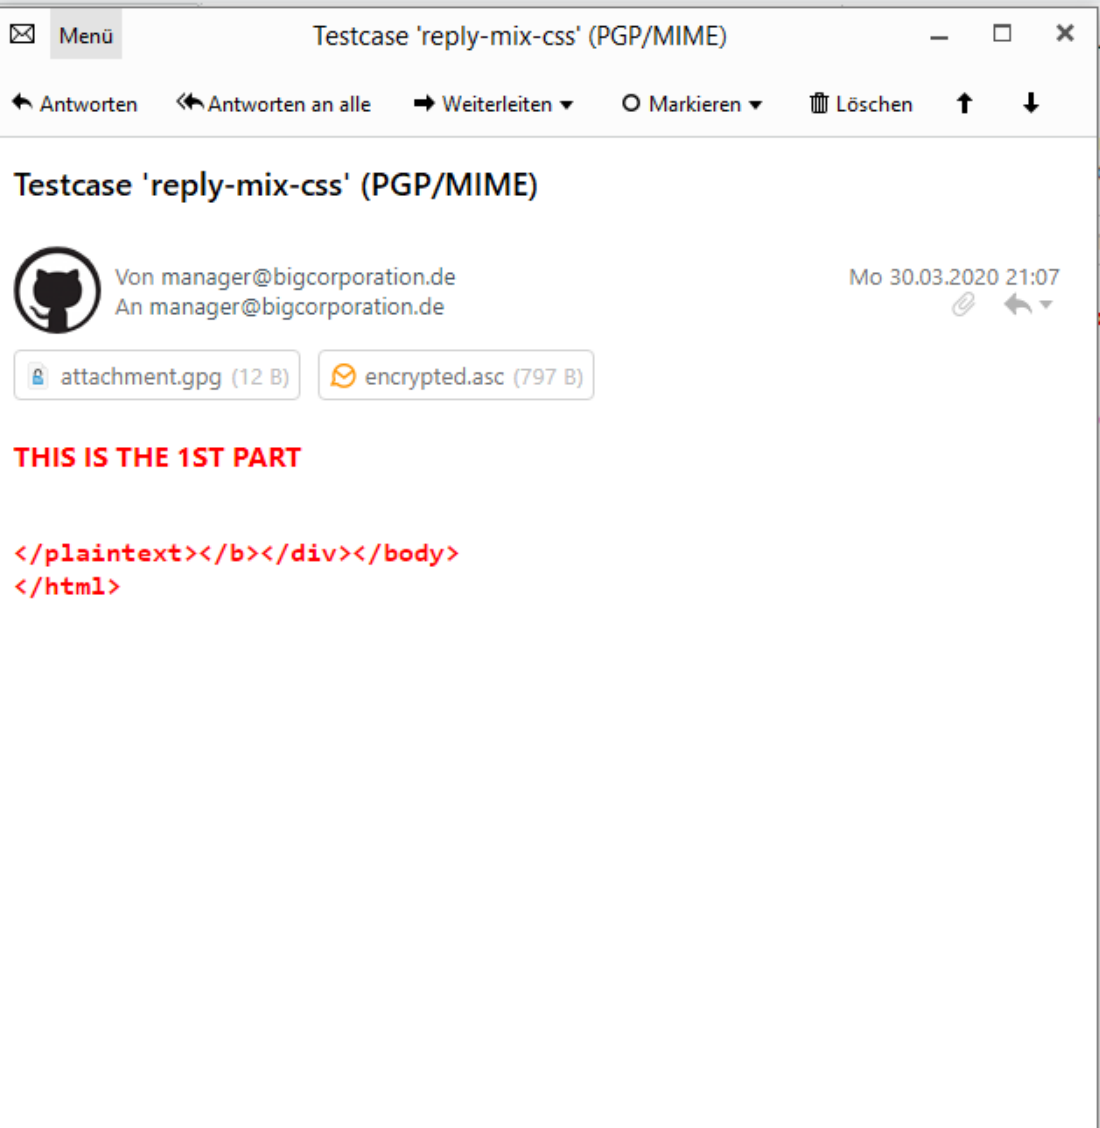 Menü
Testcase 'reply-mix-css' (PGP/MIME)
Antworten Antworten an alle Weiterleiten Markieren Löschen
Testcase 'reply-mix-css' (PGP/MIME)
Von manager@bigcorporation.de Mo 30.03.2020 21:07
An manager@bigcorporation.de
attachment.gpg (12 B) encrypted.asc (797 B)
THIS IS THE 1ST PART
</plaintext></b></div></body>
</html>